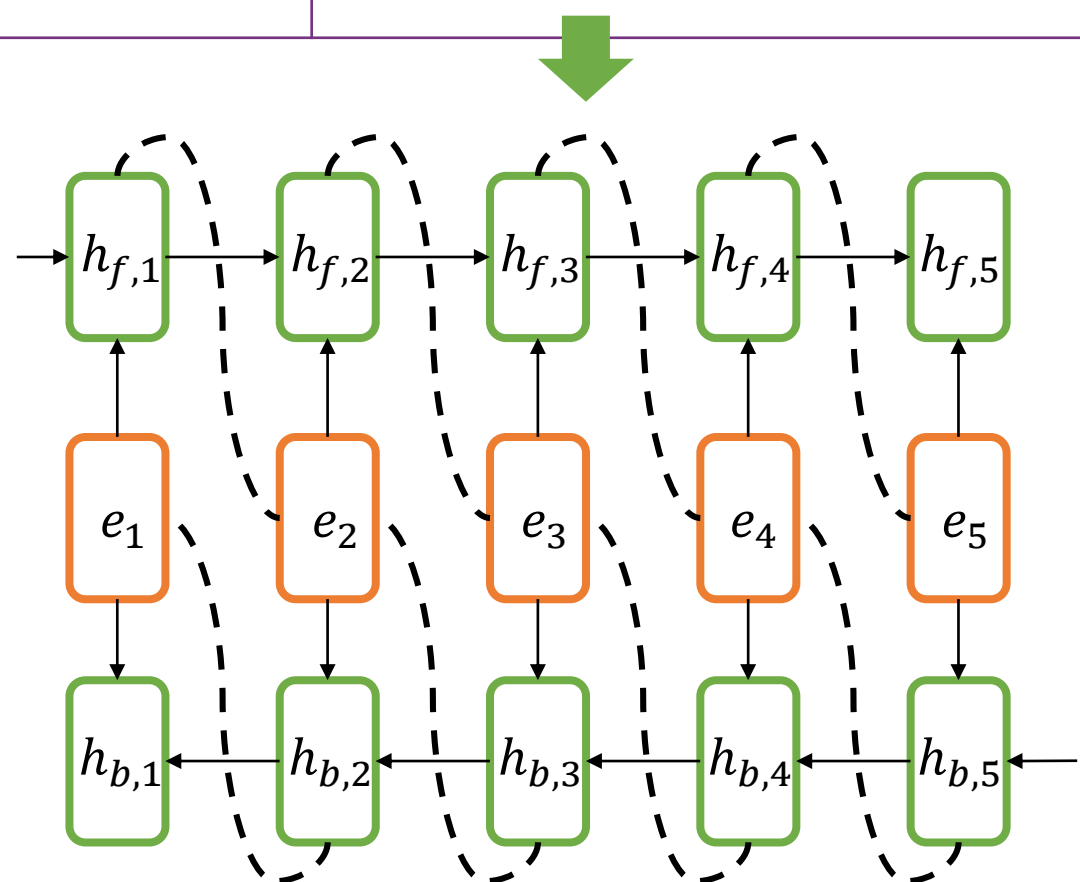 h_{f,1} h_{f,2} h_{f,3} h_{f,4} h_{f,5}
e_1 e_2 e_3 e_4 e_5
h_{b,1} h_{b,2} h_{b,3} h_{b,4} h_{b,5}